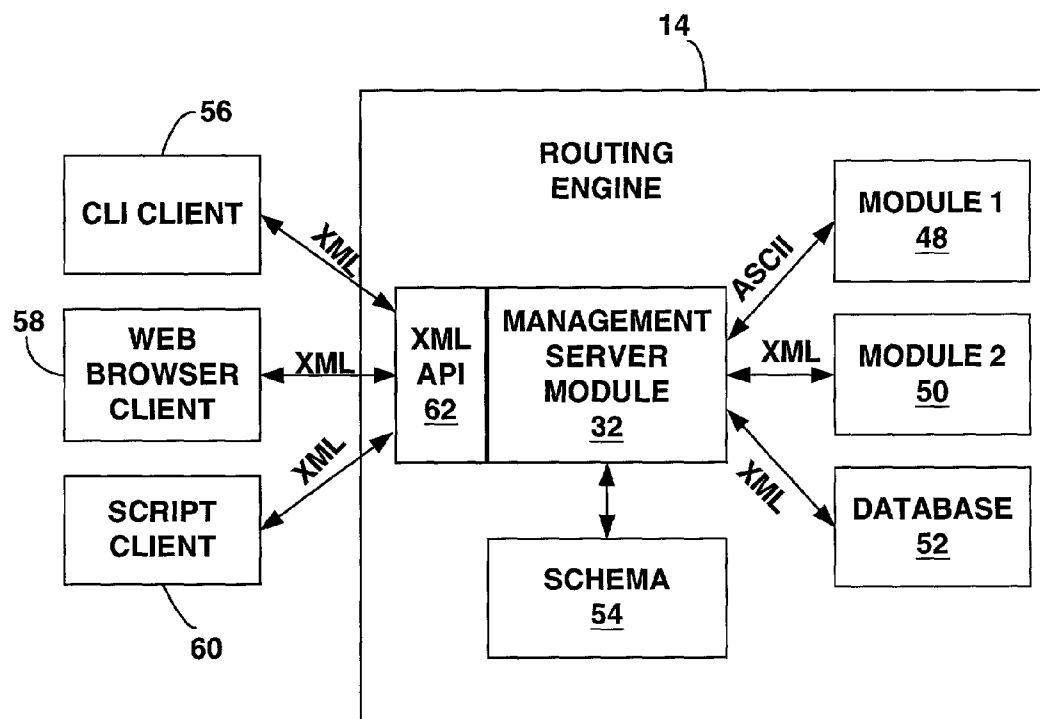 14
56
ROUTING
ENGINE
CLI CLIENT
XML
58
WEB
BROWSER
CLIENT
XML
SCRIPT
CLIENT
XML
60
XML
API
62
MANAGEMENT
SERVER
MODULE
32
SCHEMA
54
ASCII
MODULE 1
48
XML
MODULE 2
50
XML
DATABASE
52